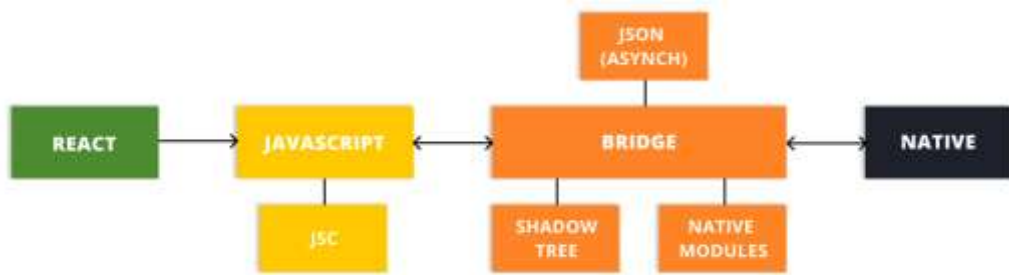 JSON
(ASYNCH)
REACT
JAVASCRIPT
BRIDGE
NATIVE
JSC
SHADOW
TREE
NATIVE
MODULES